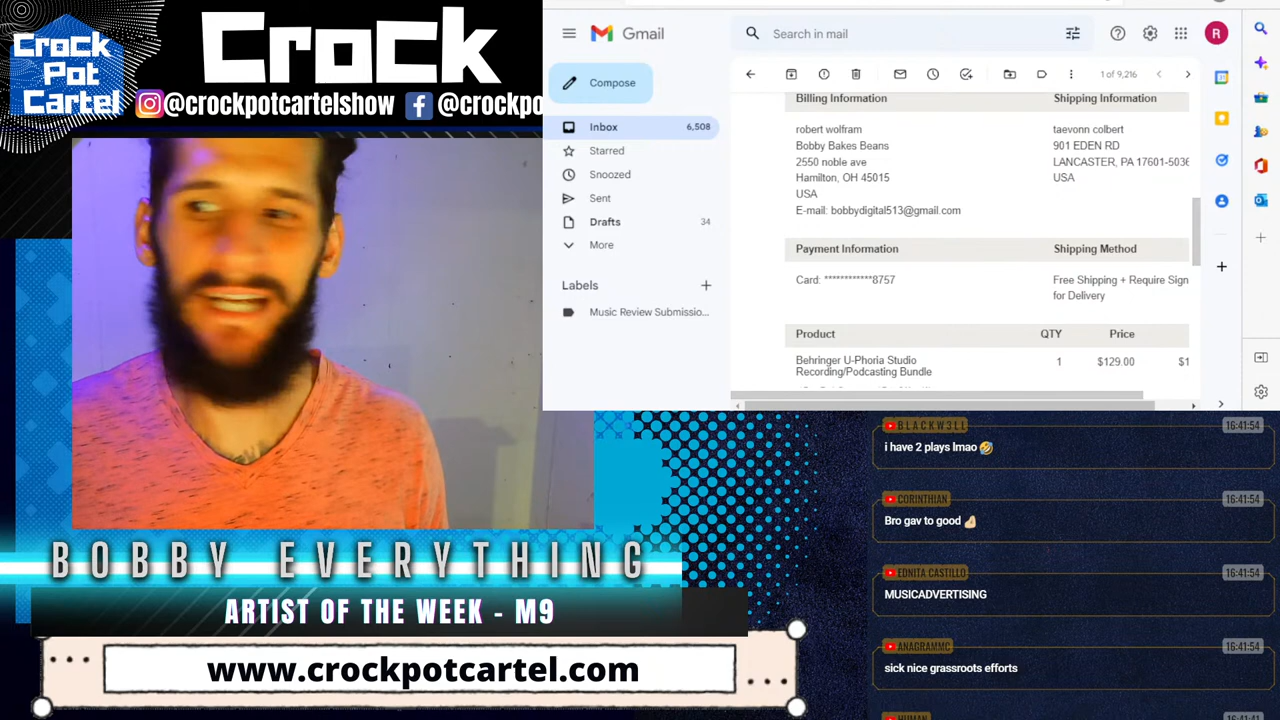 Crock
Pot
Cartel
Crock
@crockpotcartelshow
@crockpo
BOBBY EVERYTHING
ARTIST OF THE WEEK - M9
www.crockpotcartel.com
Gmail
Search in mail
R
Compose
1 of 9,216
Inbox 6,508
Starred
Snoozed
Sent
Drafts 34
More
Labels
Music Review Submissio...
Billing Information
robert wolfram
Bobby Bakes Beans
2550 noble ave
Hamilton, OH 45015
USA
E-mail: bobbydigital513@gmail.com
Shipping Information
taevonn colbert
901 EDEN RD
LANCASTER, PA 17601-5036
USA
Payment Information
Card: ************8757
Shipping Method
Free Shipping + Require Sign
for Delivery
Product QTY Price
Behringer U-Phoria Studio
Recording/Podcasting Bundle
1 $129.00 $1
BLACKW3LL 16:41:54
i have 2 plays lmao 🤣
CORINTHIAN 16:41:54
Bro gav to good
EDNITA CASTILLO 16:41:54
MUSICADVERTISING
ANAGRAMMC 16:41:54
sick nice grassroots efforts
HUMAN 16:41:41